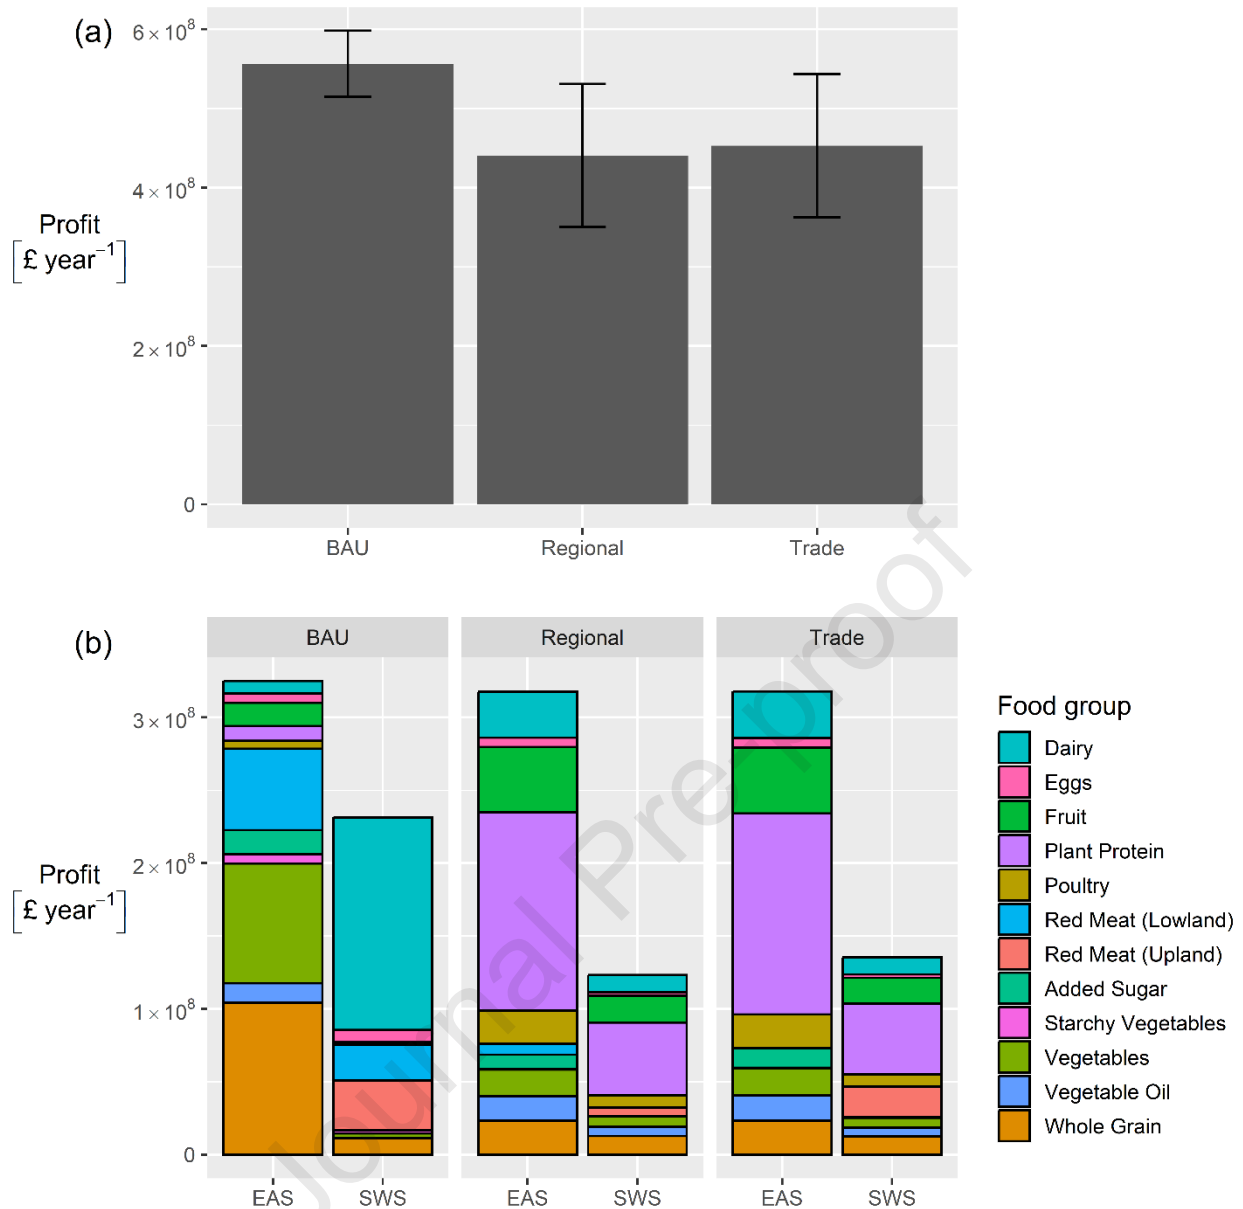 (a)
6 × 10⁸
4 × 10⁸
2 × 10⁸
0
Profit
[£ year⁻¹]
BAU
Regional
Trade
(b)
BAU
Regional
Trade
3 × 10⁸
2 × 10⁸
1 × 10⁸
0
Profit
[£ year⁻¹]
EAS
SWS
EAS
SWS
EAS
SWS
Food group
Dairy
Eggs
Fruit
Plant Protein
Poultry
Red Meat (Lowland)
Red Meat (Upland)
Added Sugar
Starchy Vegetables
Vegetables
Vegetable Oil
Whole Grain
Journal Pre-proof